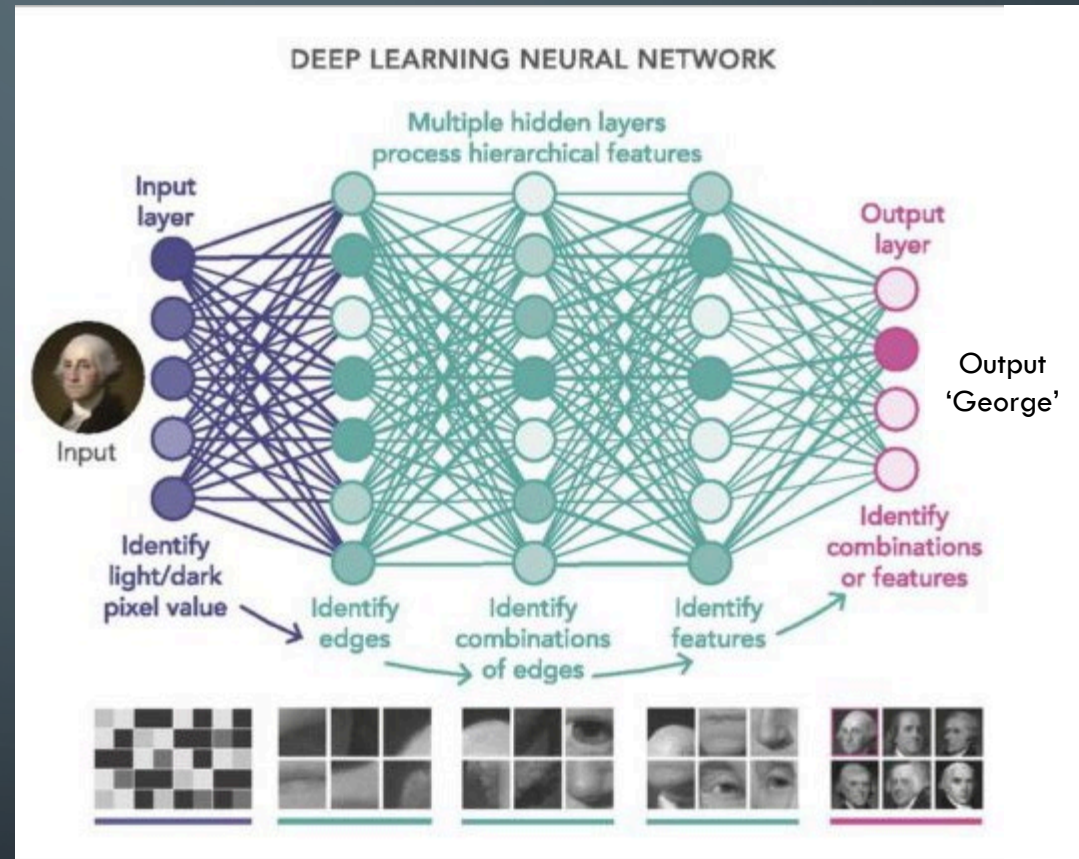 DEEP LEARNING NEURAL NETWORK
Multiple hidden layers
process hierarchical features
Input
layer
Output
layer
Input
Output
‘George’
Identify
light/dark
pixel value
Identify
edges
Identify
combinations
of edges
Identify
features
Identify
combinations
or features